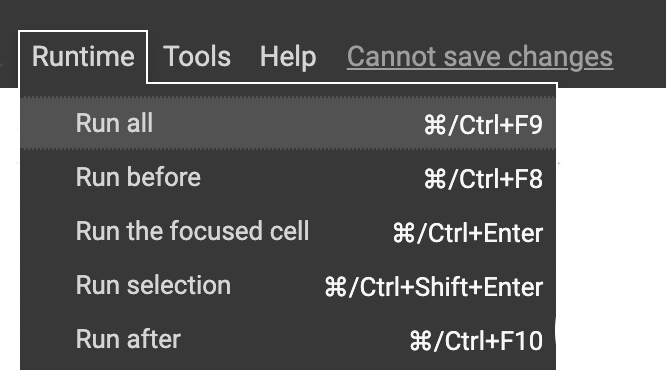 Runtime Tools Help Cannot save changes
Run all ⌘/Ctrl+F9
Run before ⌘/Ctrl+F8
Run the focused cell ⌘/Ctrl+Enter
Run selection ⌘/Ctrl+Shift+Enter
Run after ⌘/Ctrl+F10